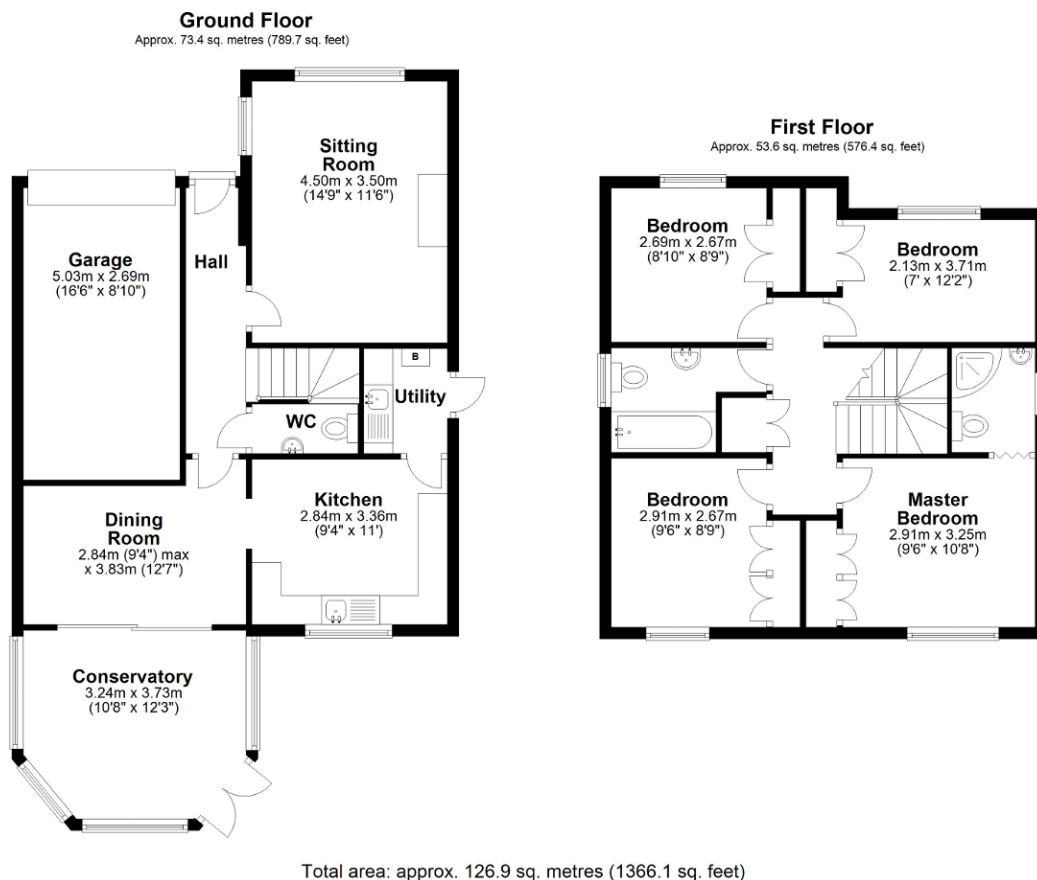 Ground Floor
Approx. 73.4 sq. metres (789.7 sq. feet)
Sitting
Room
4.50m x 3.50m
(14'9" x 11'6")
Garage
5.03m x 2.69m
(16'6" x 8'10")
Hall
B
Utility
WC
Kitchen
2.84m x 3.36m
(9'4" x 11')
Dining
Room
2.84m (9'4") max
x 3.83m (12'7")
Conservatory
3.24m x 3.73m
(10'8" x 12'3")
First Floor
Approx. 53.6 sq. metres (576.4 sq. feet)
Bedroom
2.69m x 2.67m
(8'10" x 8'9")
Bedroom
2.13m x 3.71m
(7' x 12'2")
Bedroom
2.91m x 2.67m
(9'6" x 8'9")
Master
Bedroom
2.91m x 3.25m
(9'6" x 10'8")
Total area: approx. 126.9 sq. metres (1366.1 sq. feet)